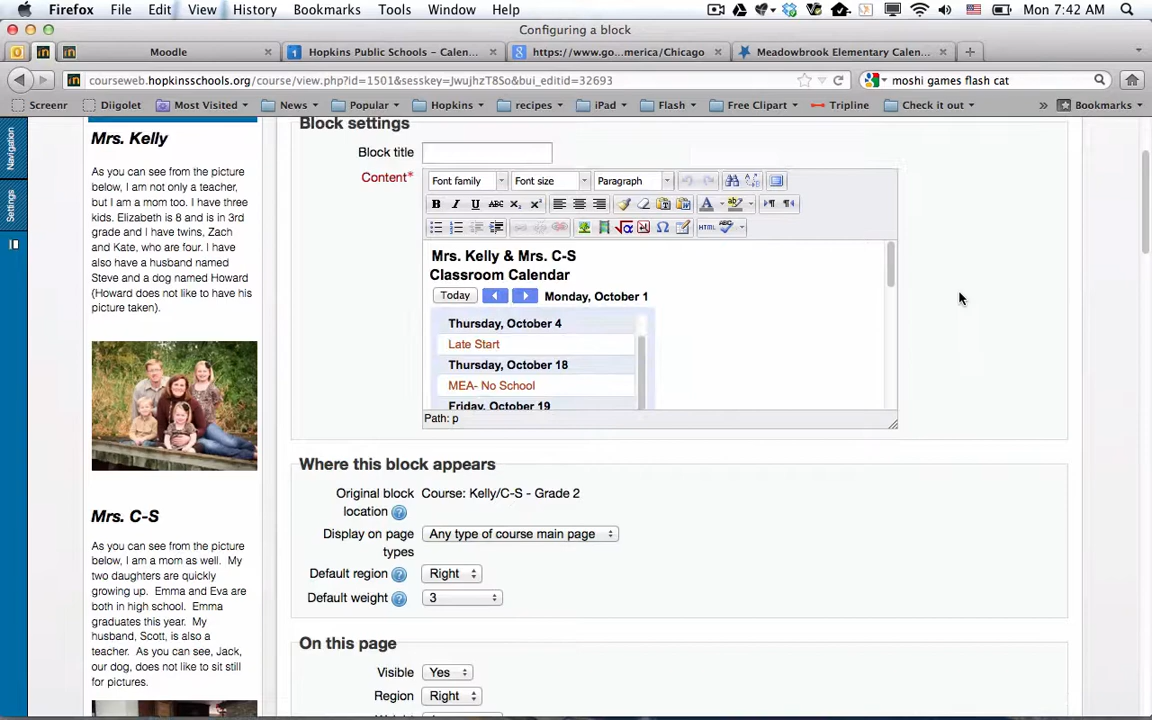 Firefox File Edit View History Bookmarks Tools Window Help Mon 7:42 AM
Configuring a block
Moodle Hopkins Public Schools – Calen... https://www.go...merica/Chicago Meadowbrook Elementary Calen...
courseweb.hopkinsschools.org/course/view.php?id=1501&sesskey=JwujhzT8So&bui_editid=32693 moshi games flash cat
Screenr Diigolet Most Visited News Popular Hopkins recipes iPad Flash Free Clipart Tripline Check it out » Bookmarks
Navigation
Settings
Mrs. Kelly
As you can see from the picture
below, I am not only a teacher,
but I am a mom too. I have three
kids. Elizabeth is 8 and is in 3rd
grade and I have twins, Zach
and Kate, who are four. I have
also have a husband named
Steve and a dog named Howard
(Howard does not like to have his
picture taken).
Mrs. C-S
As you can see from the picture
below, I am a mom as well. My
two daughters are quickly
growing up. Emma and Eva are
both in high school. Emma
graduates this year. My
husband, Scott, is also a
teacher. As you can see, Jack,
our dog, does not like to sit still
for pictures.
Block settings
Block title
Content*
Font family Font size Paragraph
B I U ABC X₂ X²
HTML
Mrs. Kelly & Mrs. C-S
Classroom Calendar
Today Monday, October 1
Thursday, October 4
Late Start
Thursday, October 18
MEA- No School
Friday, October 19
Path: p
Where this block appears
Original block location Course: Kelly/C-S - Grade 2
Display on page types Any type of course main page
Default region Right
Default weight 3
On this page
Visible Yes
Region Right